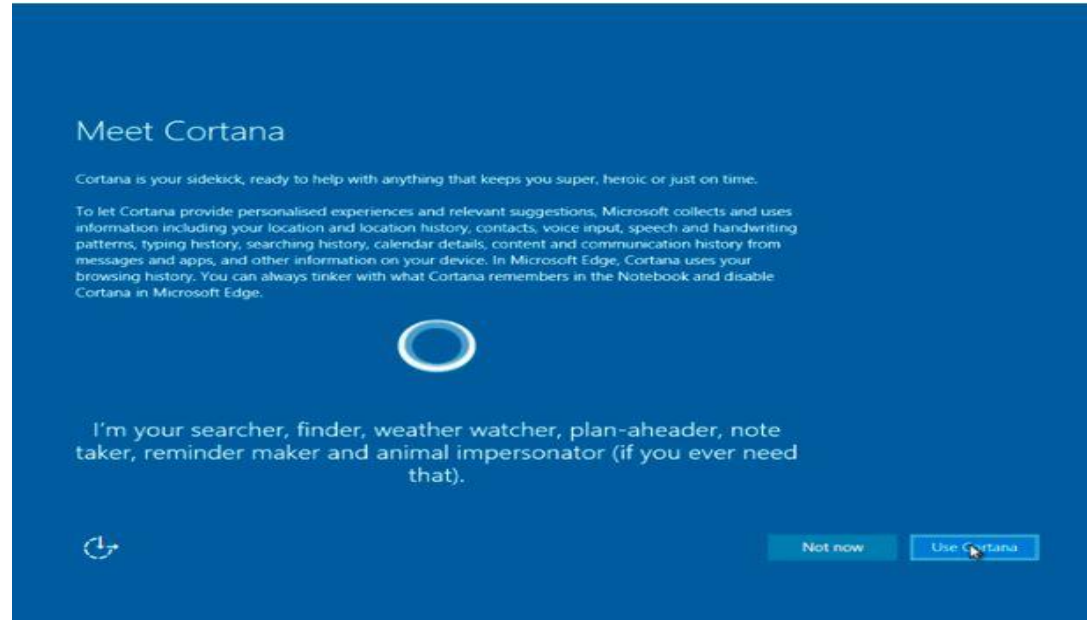 Meet Cortana
Cortana is your sidekick, ready to help with anything that keeps you super, heroic or just on time.
To let Cortana provide personalised experiences and relevant suggestions, Microsoft collects and uses
information including your location and location history, contacts, voice input, speech and handwriting
patterns, typing history, searching history, calendar details, content and communication history from
messages and apps, and other information on your device. In Microsoft Edge, Cortana uses your
browsing history. You can always tinker with what Cortana remembers in the Notebook and disable
Cortana in Microsoft Edge.
I'm your searcher, finder, weather watcher, plan-aheader, note
taker, reminder maker and animal impersonator (if you ever need
that).
Not now
Use Cortana